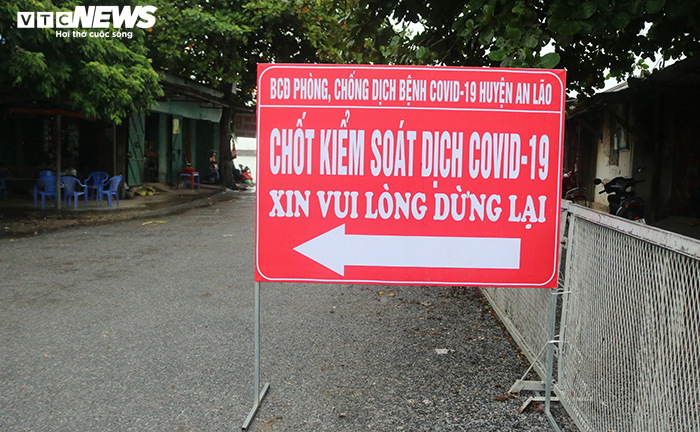 VTC NEWS
Hơi thở cuộc sống
BCĐ PHÒNG, CHỐNG DỊCH BỆNH COVID-19 HUYỆN AN LÃO
CHỐT KIỂM SOÁT DỊCH COVID-19
XIN VUI LÒNG DỪNG LẠI